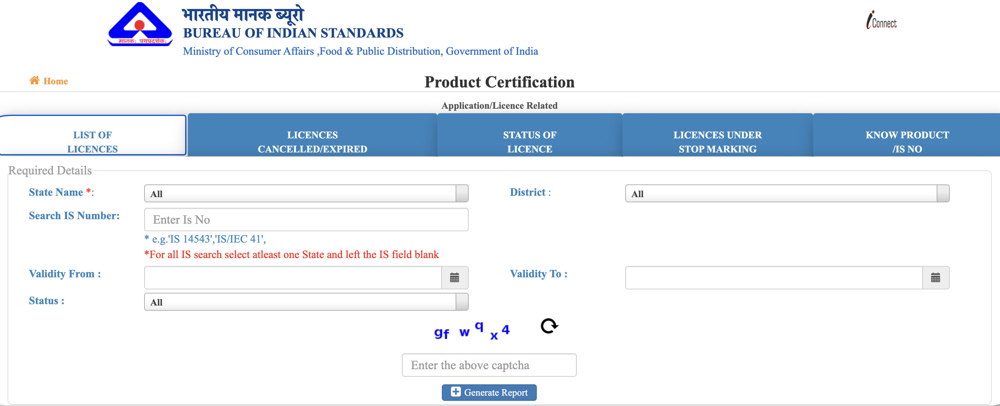 भारतीय मानक ब्यूरो
BUREAU OF INDIAN STANDARDS
Ministry of Consumer Affairs ,Food & Public Distribution, Government of India
मानकः पथप्रदर्शकः
iConnect
Home
Product Certification
Application/Licence Related
LIST OF
LICENCES
LICENCES
CANCELLED/EXPIRED
STATUS OF
LICENCE
LICENCES UNDER
STOP MARKING
KNOW PRODUCT
/IS NO
Required Details
State Name *:
All
District :
All
Search IS Number:
Enter Is No
* e.g.'IS 14543','IS/IEC 41',
*For all IS search select atleast one State and left the IS field blank
Validity From :
Validity To :
Status :
All
gf w q x 4
Enter the above captcha
Generate Report